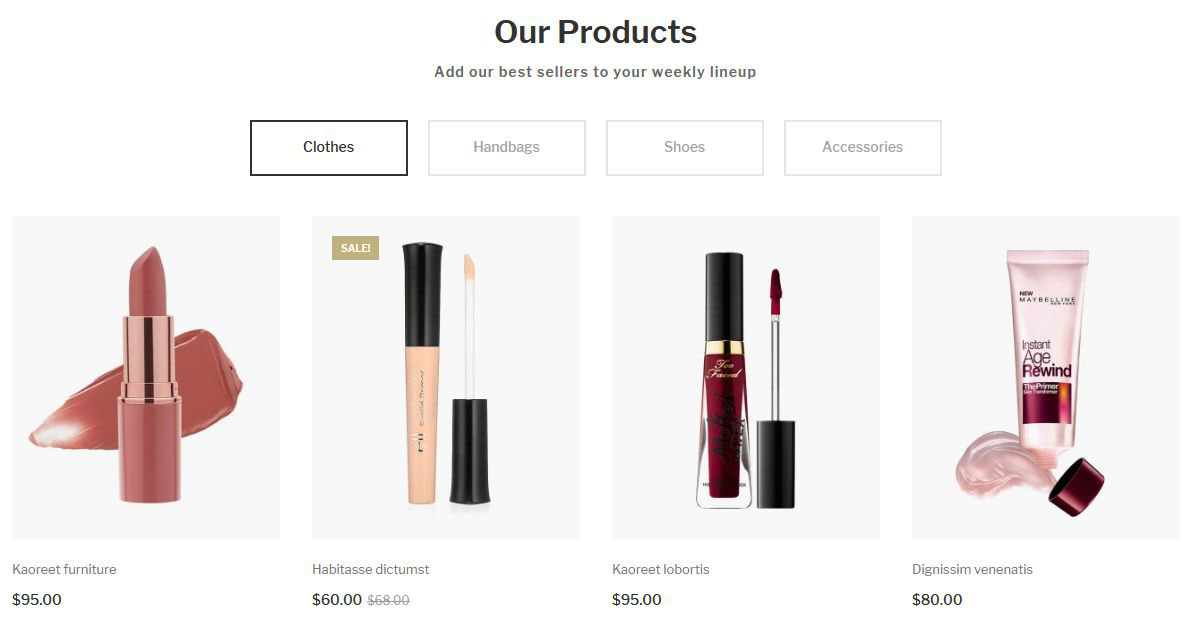 Our Products
Add our best sellers to your weekly lineup
Clothes
Handbags
Shoes
Accessories
SALE!
Too
Faced
Melted
NEW
MAYBELLINE
NEW YORK
Instant
Age
Rewind
ThePrimer
Skin Transformer
Kaoreet furniture
$95.00
Habitasse dictumst
$60.00 $68.00
Kaoreet lobortis
$95.00
Dignissim venenatis
$80.00